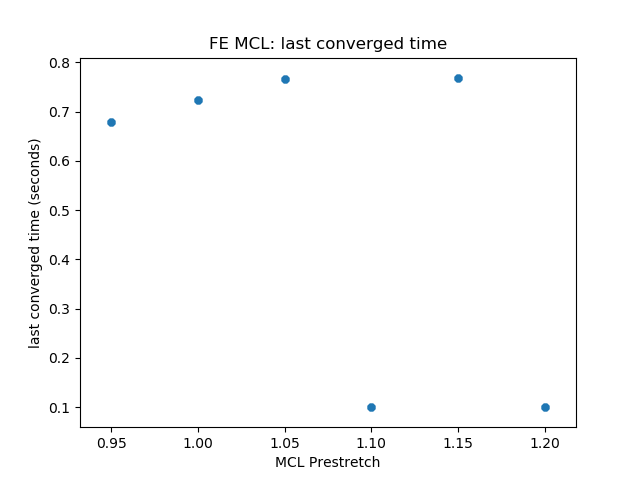 FE MCL: last converged time
0.8
0.7
0.6
0.5
0.4
0.3
0.2
0.1
last converged time (seconds)
0.95 1.00 1.05 1.10 1.15 1.20
MCL Prestretch